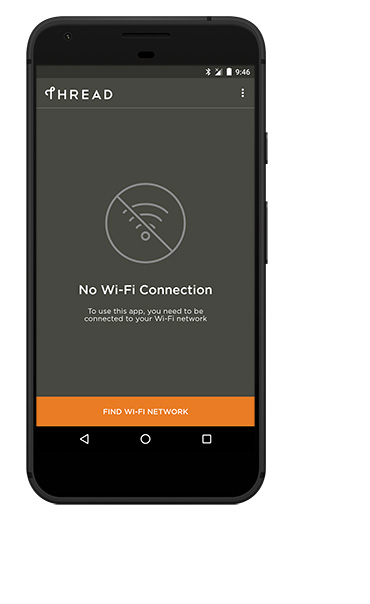 9:46
THREAD
No Wi-Fi Connection
To use this app, you need to be
connected to your Wi-Fi network
FIND WI-FI NETWORK